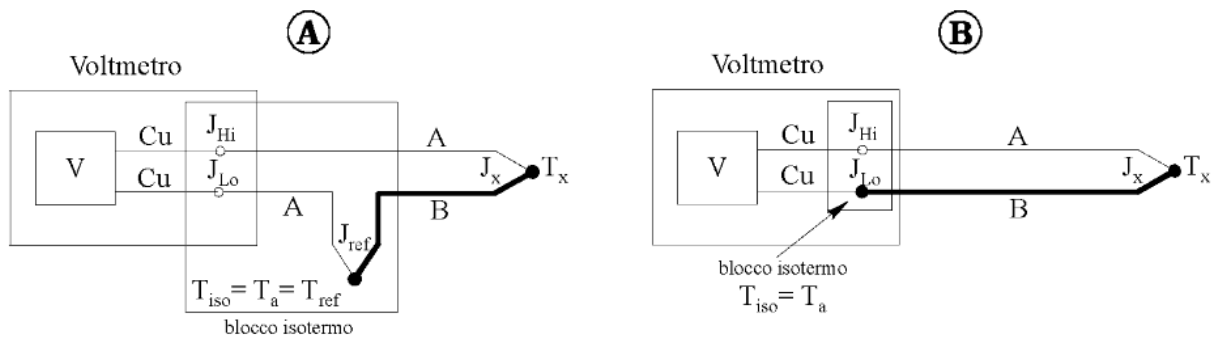 A
Voltmetro
V
Cu
Cu
J_Hi
J_Lo
A
A
J_x
T_x
B
J_ref
T_iso = T_a = T_ref
blocco isotermo
B
Voltmetro
V
Cu
Cu
J_Hi
J_Lo
A
J_x
T_x
B
blocco isotermo
T_iso = T_a